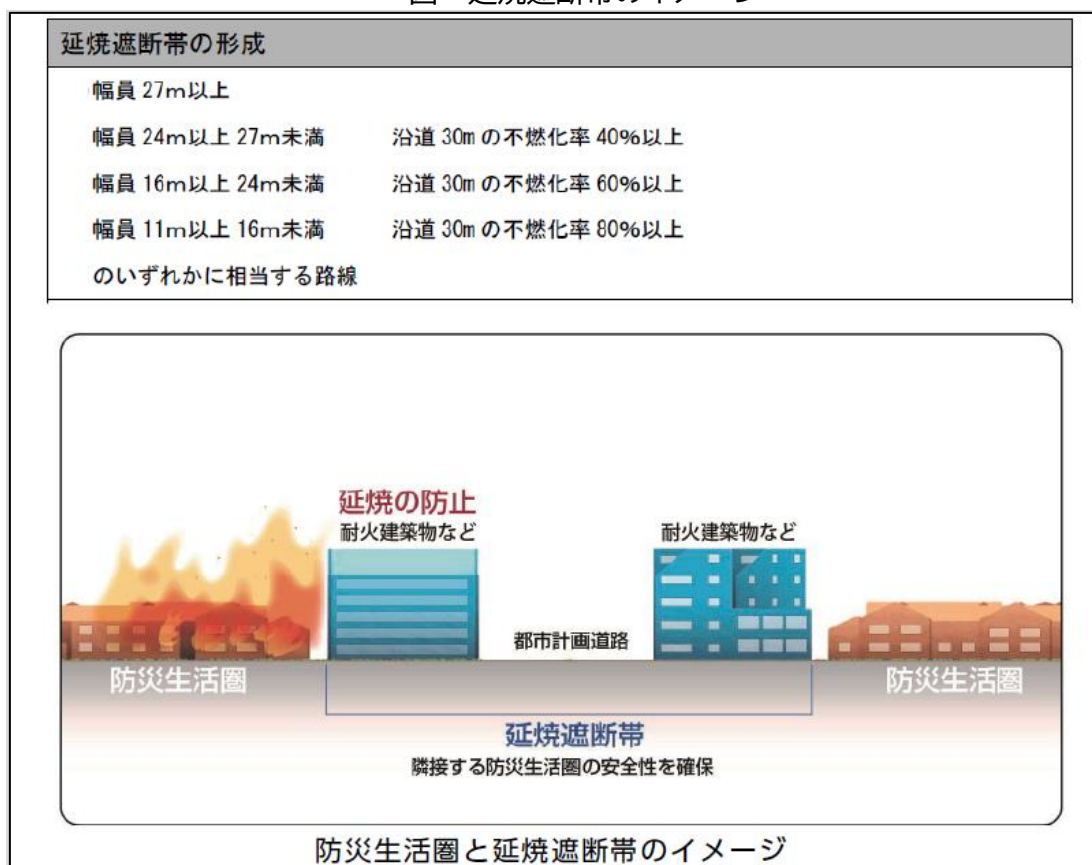 延焼遮断帯の形成
幅員 27m以上
幅員 24m以上 27m未満 沿道 30m の不燃化率 40%以上
幅員 16m以上 24m未満 沿道 30m の不燃化率 60%以上
幅員 11m以上 16m未満 沿道 30m の不燃化率 80%以上
のいずれかに相当する路線
延焼の防止
耐火建築物など
耐火建築物など
都市計画道路
防災生活圏
防災生活圏
延焼遮断帯
隣接する防災生活圏の安全性を確保
防災生活圏と延焼遮断帯のイメージ